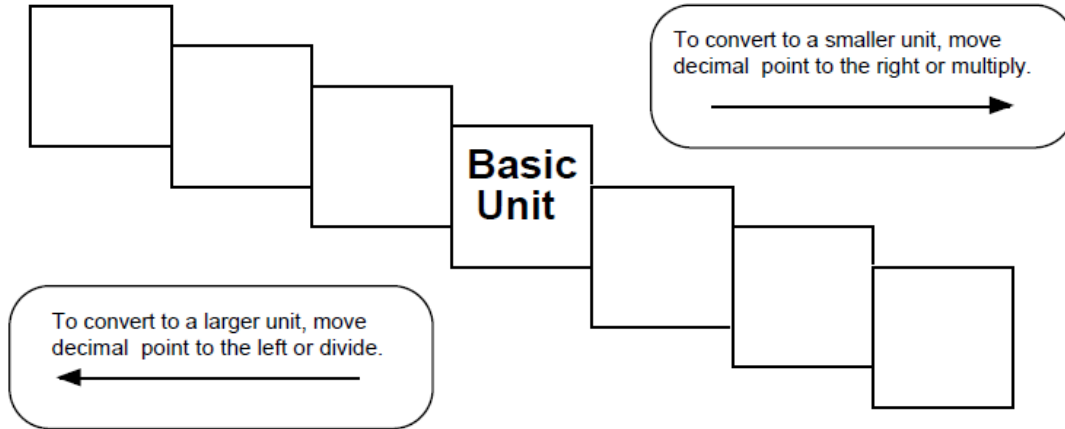 To convert to a smaller unit, move
decimal point to the right or multiply.
Basic
Unit
To convert to a larger unit, move
decimal point to the left or divide.